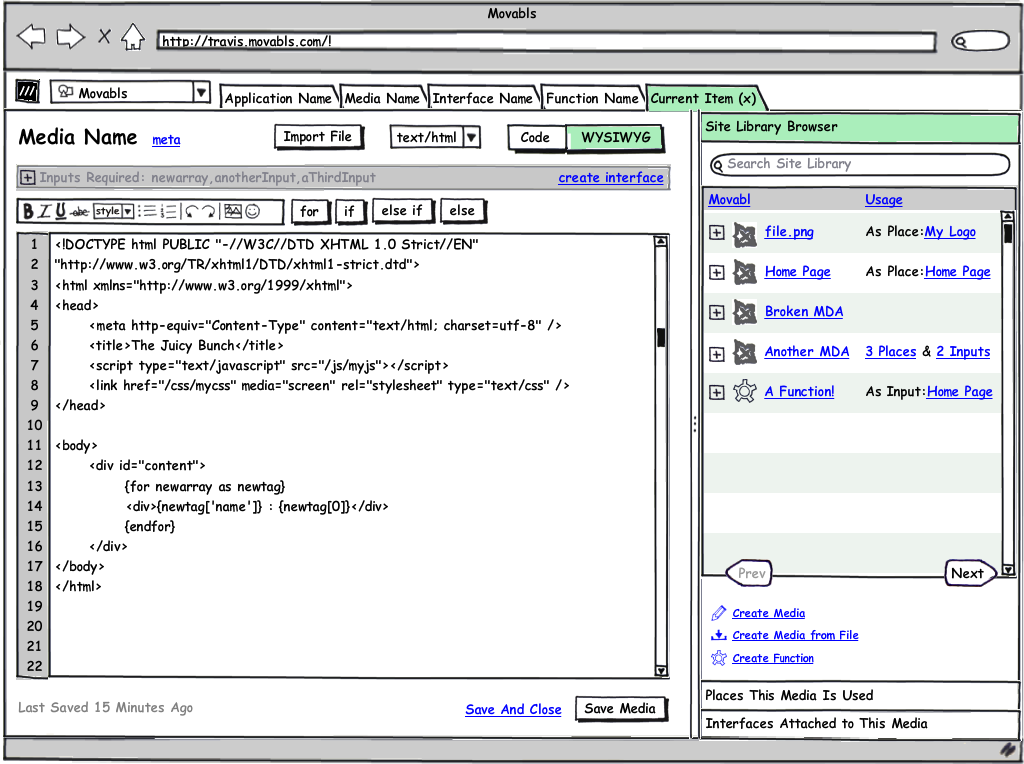 Movabls
http://travis.movabls.com/!
Movabls
Application Name
Media Name
Interface Name
Function Name
Current Item (x)
Media Name meta
Import File
text/html
Code
WYSIWYG
Inputs Required: newarray,anotherInput,aThirdInput
create interface
B I U abc style
for
if
else if
else
1 <!DOCTYPE html PUBLIC "-//W3C//DTD XHTML 1.0 Strict//EN"
2 "http://www.w3.org/TR/xhtml1/DTD/xhtml1-strict.dtd">
3 <html xmlns="http://www.w3.org/1999/xhtml">
4 <head>
5 <meta http-equiv="Content-Type" content="text/html; charset=utf-8" />
6 <title>The Juicy Bunch</title>
7 <script type="text/javascript" src="/js/myjs"></script>
8 <link href="/css/mycss" media="screen" rel="stylesheet" type="text/css" />
9 </head>
10
11 <body>
12 <div id="content">
13 {for newarray as newtag}
14 <div>{newtag['name']} : {newtag[0]}</div>
15 {endfor}
16 </div>
17 </body>
18 </html>
19
20
21
22
Last Saved 15 Minutes Ago
Save And Close
Save Media
Site Library Browser
Search Site Library
Movabl Usage
file.png As Place:My Logo
Home Page As Place:Home Page
Broken MDA
Another MDA 3 Places & 2 Inputs
A Function! As Input:Home Page
Prev
Next
Create Media
Create Media from File
Create Function
Places This Media Is Used
Interfaces Attached to This Media